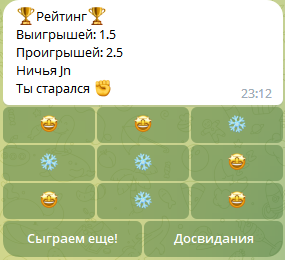 🏆 Рейтинг 🏆
Выигрышей: 1.5
Проигрышей: 2.5
Ничья Jn
Ты старался ✊
23:12
🤩 🤩 ❄️
❄️ ❄️ 🤩
🤩 ❄️ 🤩
Сыграем еще! Досвидания